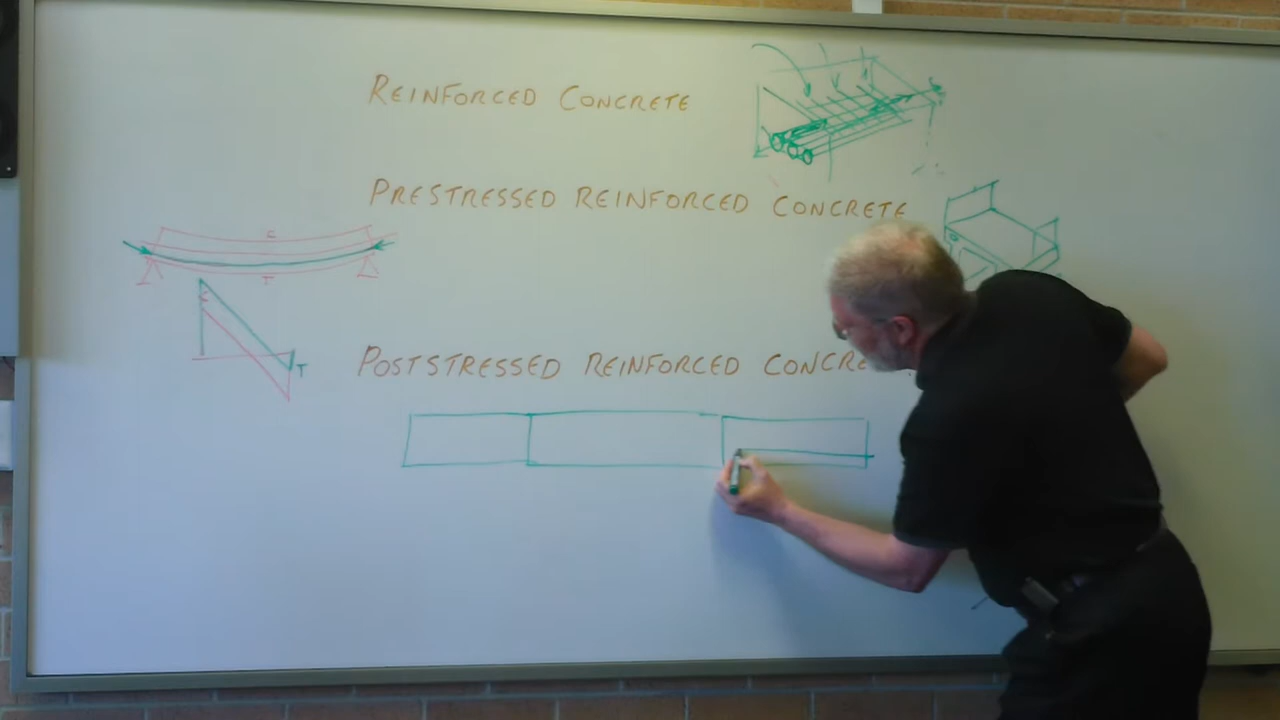 REINFORCED CONCRETE
PRESTRESSED REINFORCED CONCRETE
C
T
C
T
POSTSTRESSED REINFORCED CONCRE